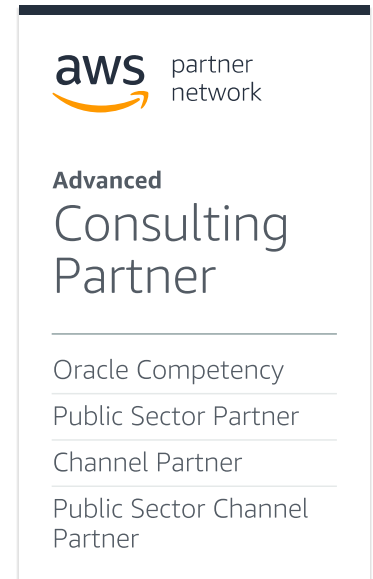 aws partner
network
Advanced
Consulting
Partner
Oracle Competency
Public Sector Partner
Channel Partner
Public Sector Channel
Partner